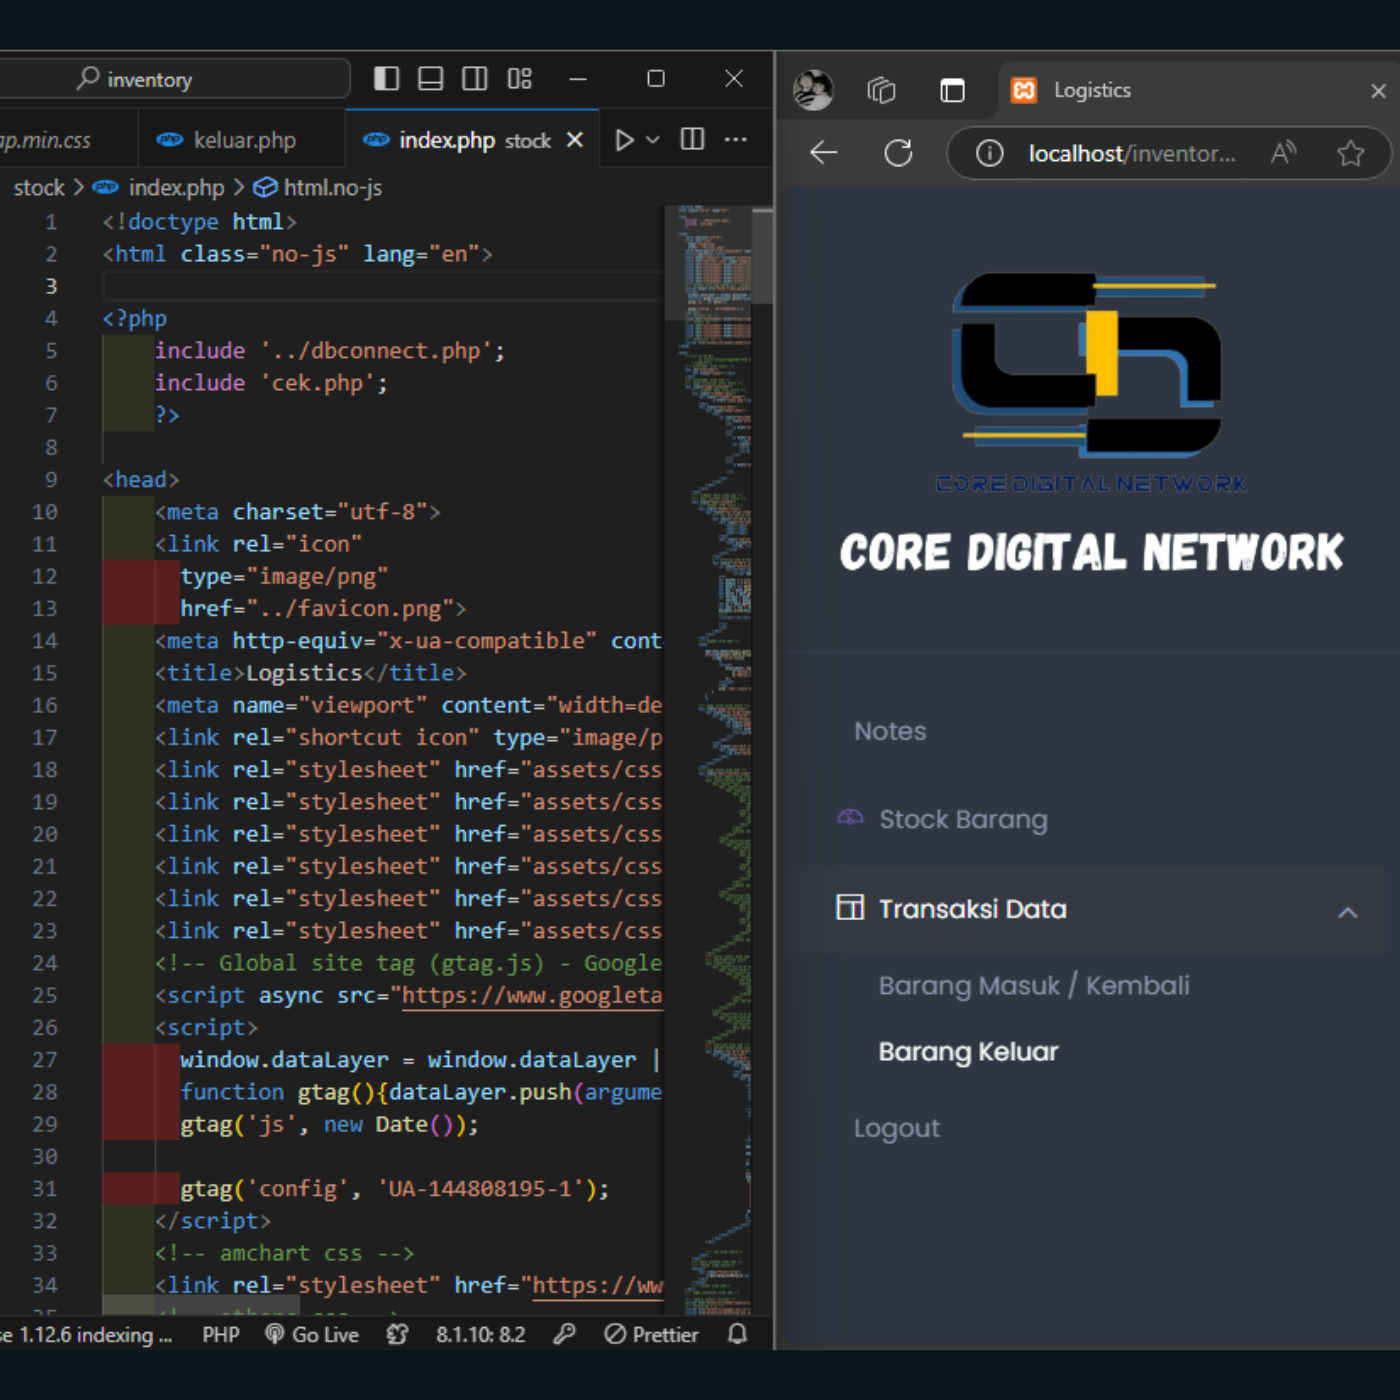 inventory
ap.min.css
keluar.php
index.php stock
stock > index.php > html.no-js
1 <!doctype html>
2 <html class="no-js" lang="en">
3
4 <?php
5 include '../dbconnect.php';
6 include 'cek.php';
7 ?>
8
9 <head>
10 <meta charset="utf-8">
11 <link rel="icon"
12 type="image/png"
13 href="../favicon.png">
14 <meta http-equiv="x-ua-compatible" cont
15 <title>Logistics</title>
16 <meta name="viewport" content="width=de
17 <link rel="shortcut icon" type="image/p
18 <link rel="stylesheet" href="assets/css
19 <link rel="stylesheet" href="assets/css
20 <link rel="stylesheet" href="assets/css
21 <link rel="stylesheet" href="assets/css
22 <link rel="stylesheet" href="assets/css
23 <link rel="stylesheet" href="assets/css
24 <!-- Global site tag (gtag.js) - Google
25 <script async src="https://www.googleta
26 <script>
27 window.dataLayer = window.dataLayer |
28 function gtag(){dataLayer.push(argume
29 gtag('js', new Date());
30
31 gtag('config', 'UA-144808195-1');
32 </script>
33 <!-- amchart css -->
34 <link rel="stylesheet" href="https://ww
se 1.12.6 indexing ...
PHP
Go Live
8.1.10: 8.2
Prettier
Logistics
localhost/inventor...
CORE DIGITAL NETWORK
CORE DIGITAL NETWORK
Notes
Stock Barang
Transaksi Data
Barang Masuk / Kembali
Barang Keluar
Logout